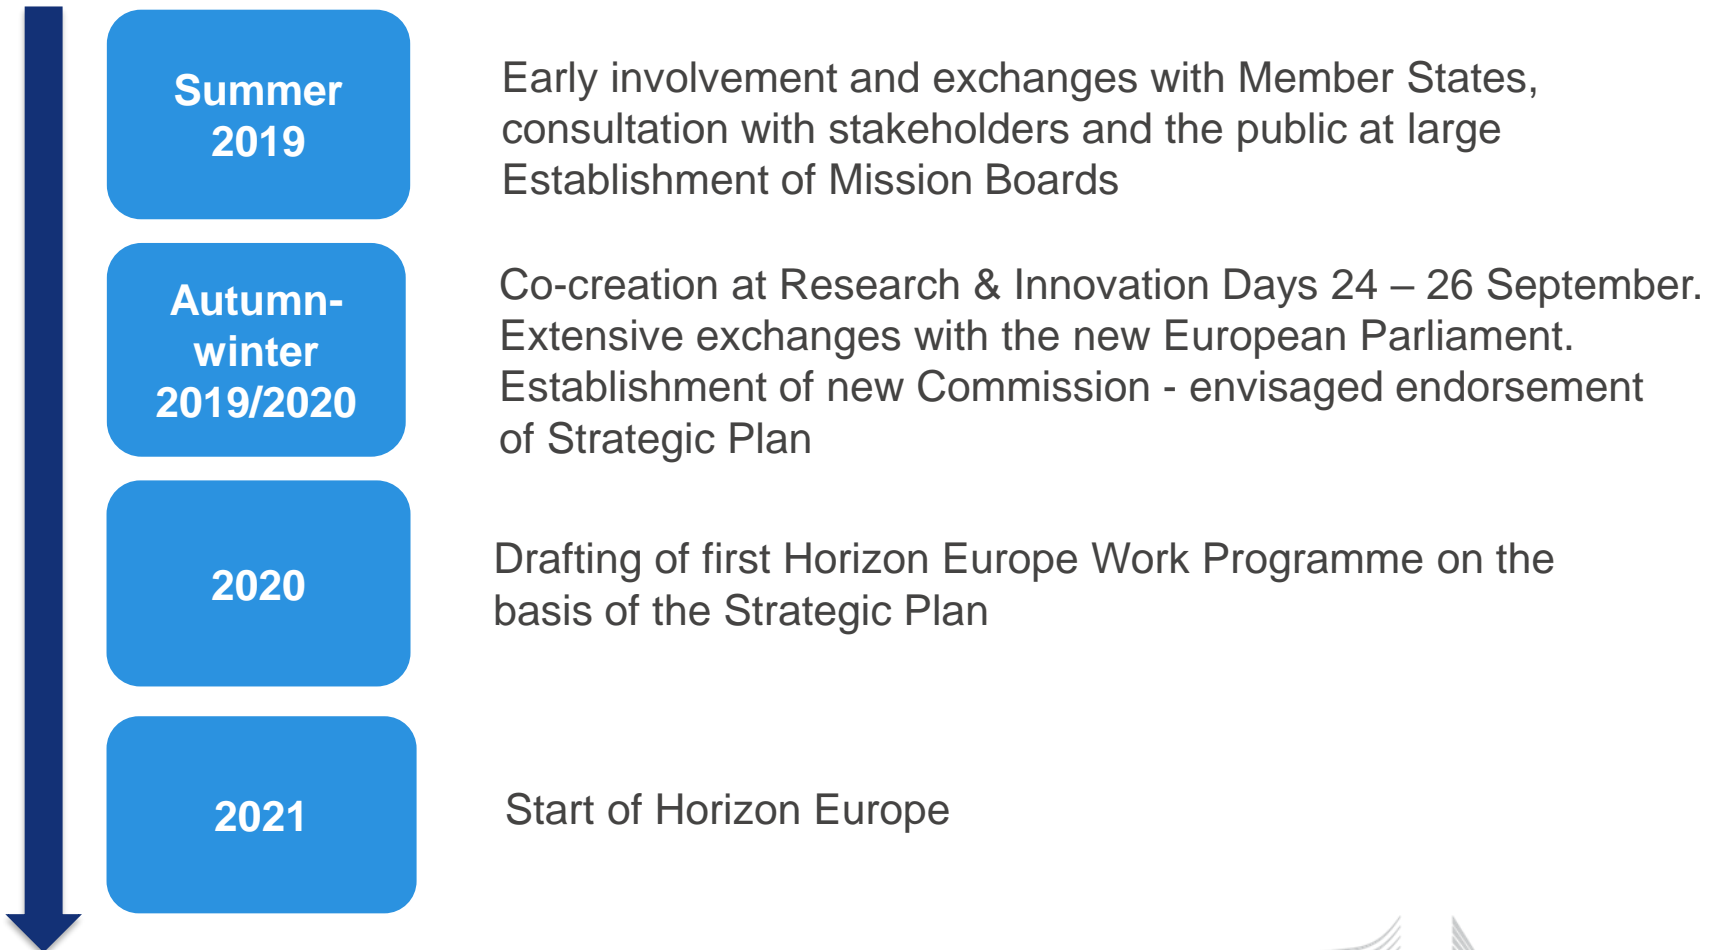 Summer
2019
Early involvement and exchanges with Member States,
consultation with stakeholders and the public at large
Establishment of Mission Boards
Autumn-
winter
2019/2020
Co-creation at Research & Innovation Days 24 – 26 September.
Extensive exchanges with the new European Parliament.
Establishment of new Commission - envisaged endorsement
of Strategic Plan
2020
Drafting of first Horizon Europe Work Programme on the
basis of the Strategic Plan
2021
Start of Horizon Europe